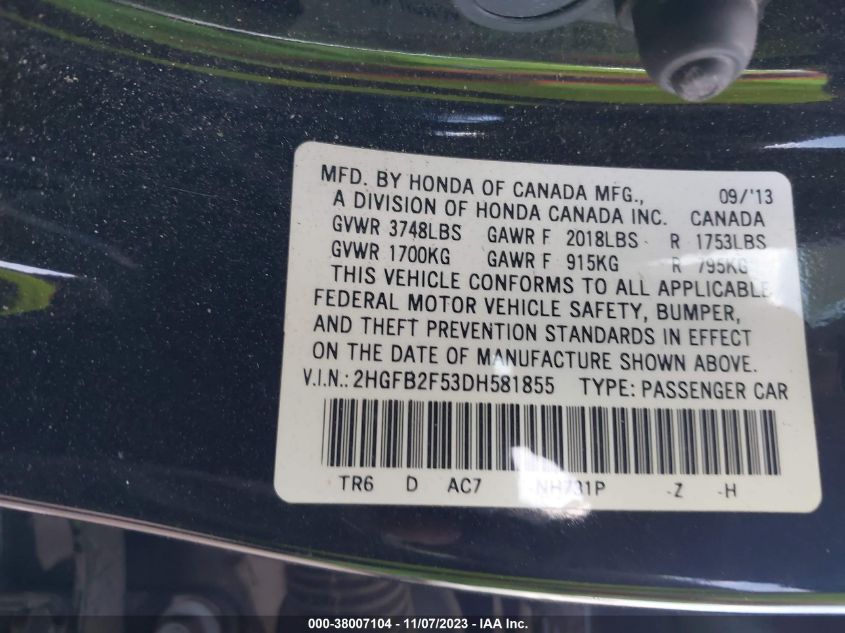 MFD. BY HONDA OF CANADA MFG., 09/'13
A DIVISION OF HONDA CANADA INC. CANADA
GVWR 3748LBS GAWR F 2018LBS R 1753LBS
GVWR 1700KG GAWR F 915KG R 795KG
THIS VEHICLE CONFORMS TO ALL APPLICABLE
FEDERAL MOTOR VEHICLE SAFETY, BUMPER,
AND THEFT PREVENTION STANDARDS IN EFFECT
ON THE DATE OF MANUFACTURE SHOWN ABOVE.
V.I.N.: 2HGFB2F53DH581855 TYPE: PASSENGER CAR
TR6 D AC7 -NH731P -Z -H
000-38007104 — 11/07/2023 - © IAA Inc.